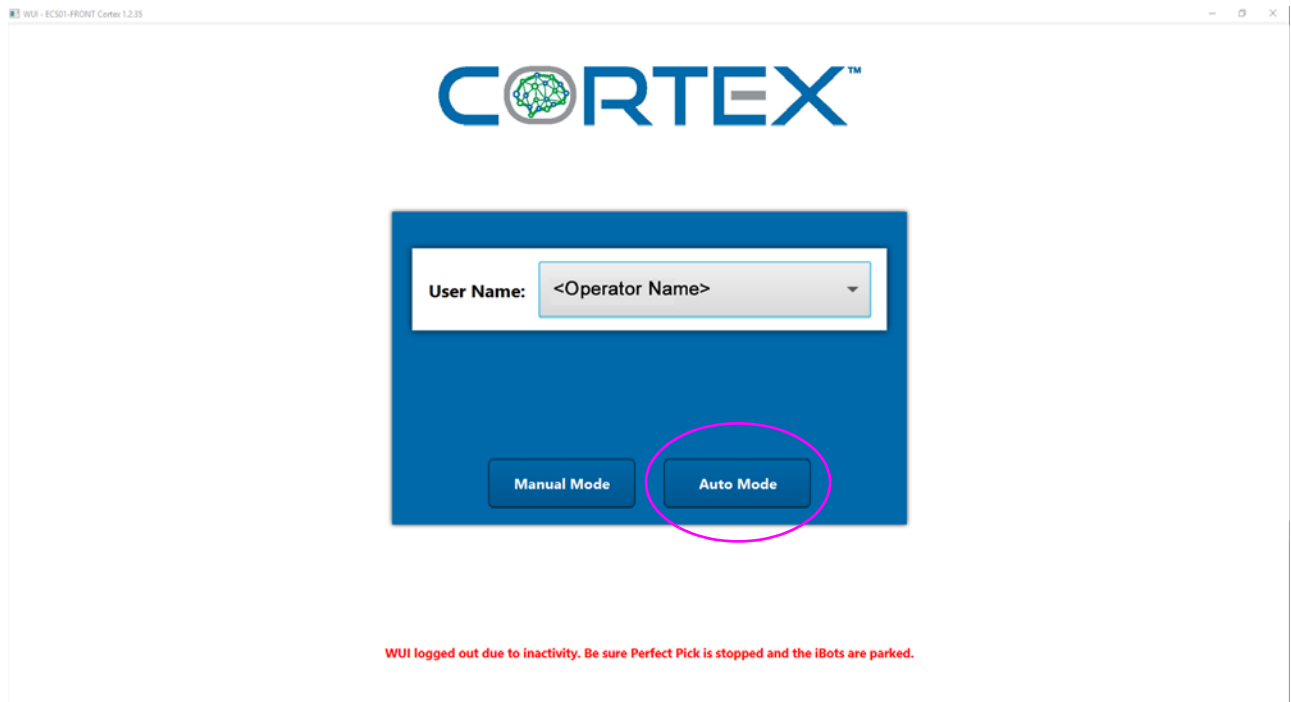 WUI - ECS01-FRONT Cortex 1.2.35
CORTEX™
User Name: <Operator Name>
Manual Mode Auto Mode
WUI logged out due to inactivity. Be sure Perfect Pick is stopped and the iBots are parked.